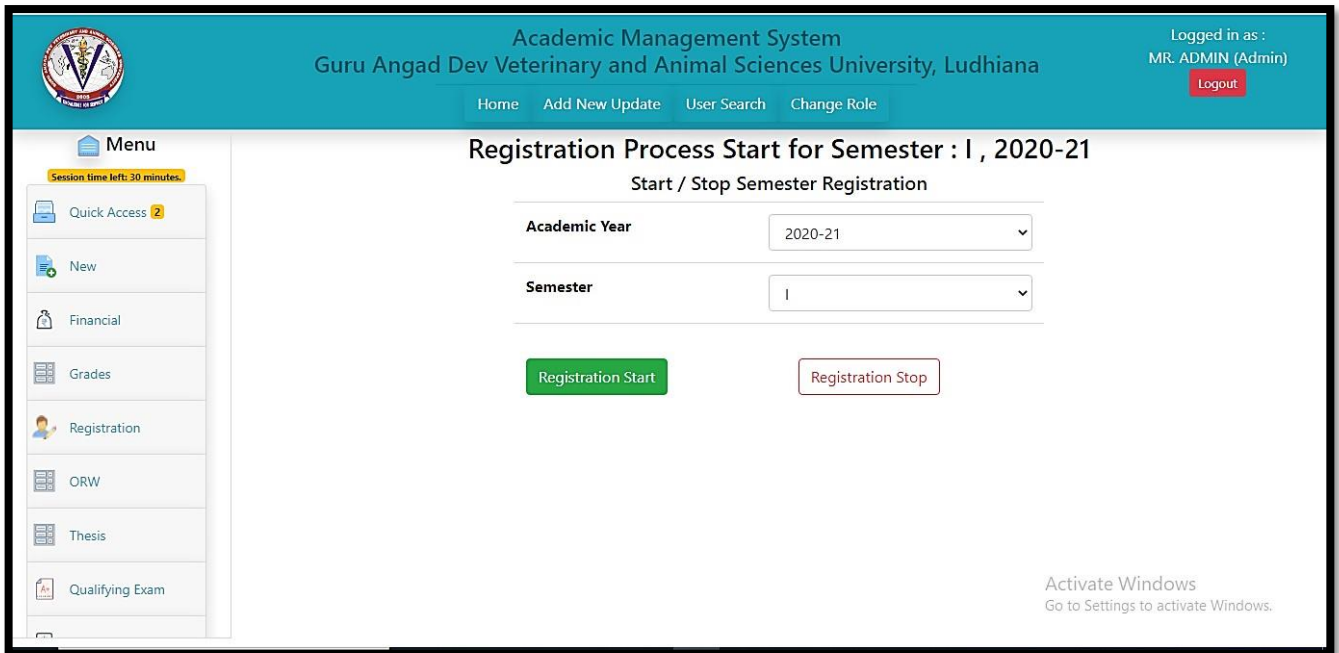 Academic Management System
Guru Angad Dev Veterinary and Animal Sciences University, Ludhiana
Logged in as :
MR. ADMIN (Admin)
Logout
Home Add New Update User Search Change Role
Menu
Session time left: 30 minutes.
Quick Access 2
New
Financial
Grades
Registration
ORW
Thesis
Qualifying Exam
Registration Process Start for Semester : I , 2020-21
Start / Stop Semester Registration
Academic Year 2020-21
Semester I
Registration Start Registration Stop
Activate Windows
Go to Settings to activate Windows.